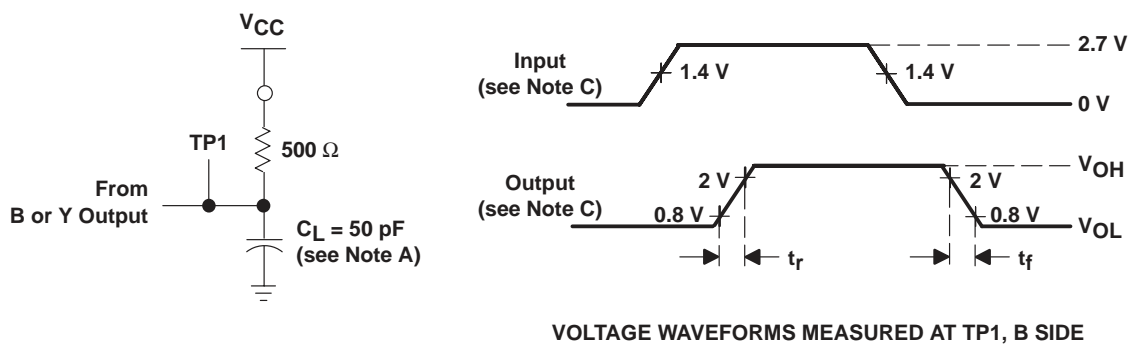 VCC
TP1
500 Ω
From
B or Y Output
CL = 50 pF
(see Note A)
Input
(see Note C)
1.4 V
1.4 V
2.7 V
0 V
Output
(see Note C)
2 V
0.8 V
2 V
0.8 V
VOH
VOL
tr
tf
VOLTAGE WAVEFORMS MEASURED AT TP1, B SIDE